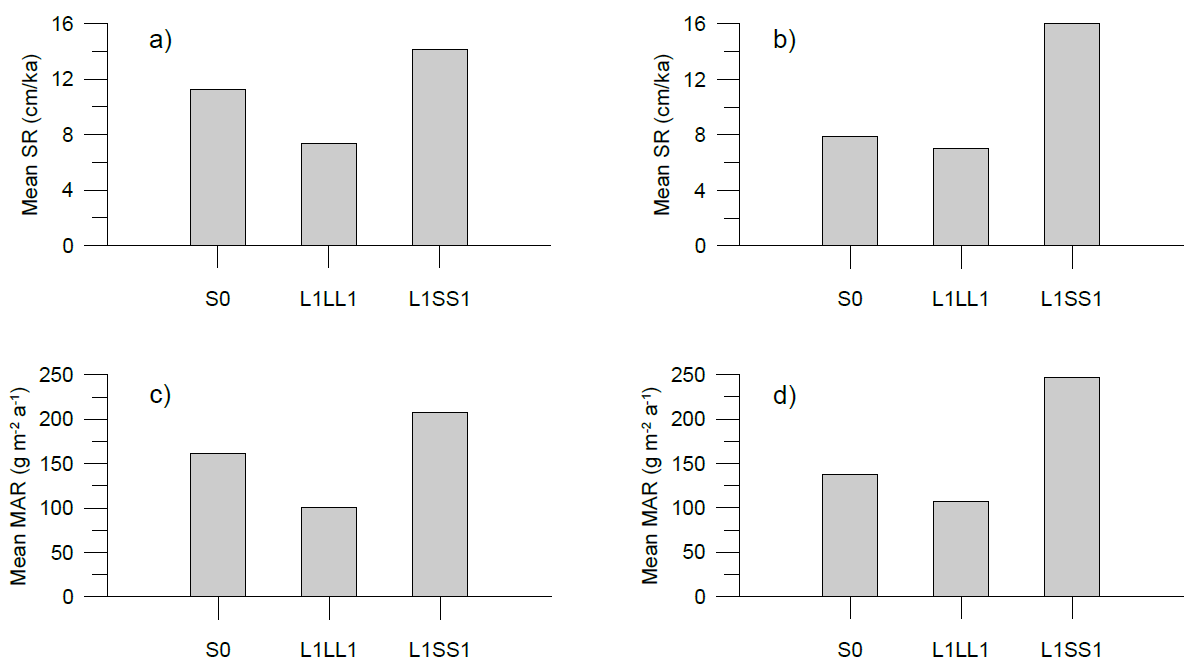 a)
Mean SR (cm/ka)
16
12
8
4
0
S0 L1LL1 L1SS1
b)
Mean SR (cm/ka)
16
12
8
4
0
S0 L1LL1 L1SS1
c)
Mean MAR (g m⁻² a⁻¹)
250
200
150
100
50
0
S0 L1LL1 L1SS1
d)
Mean MAR (g m⁻² a⁻¹)
250
200
150
100
50
0
S0 L1LL1 L1SS1